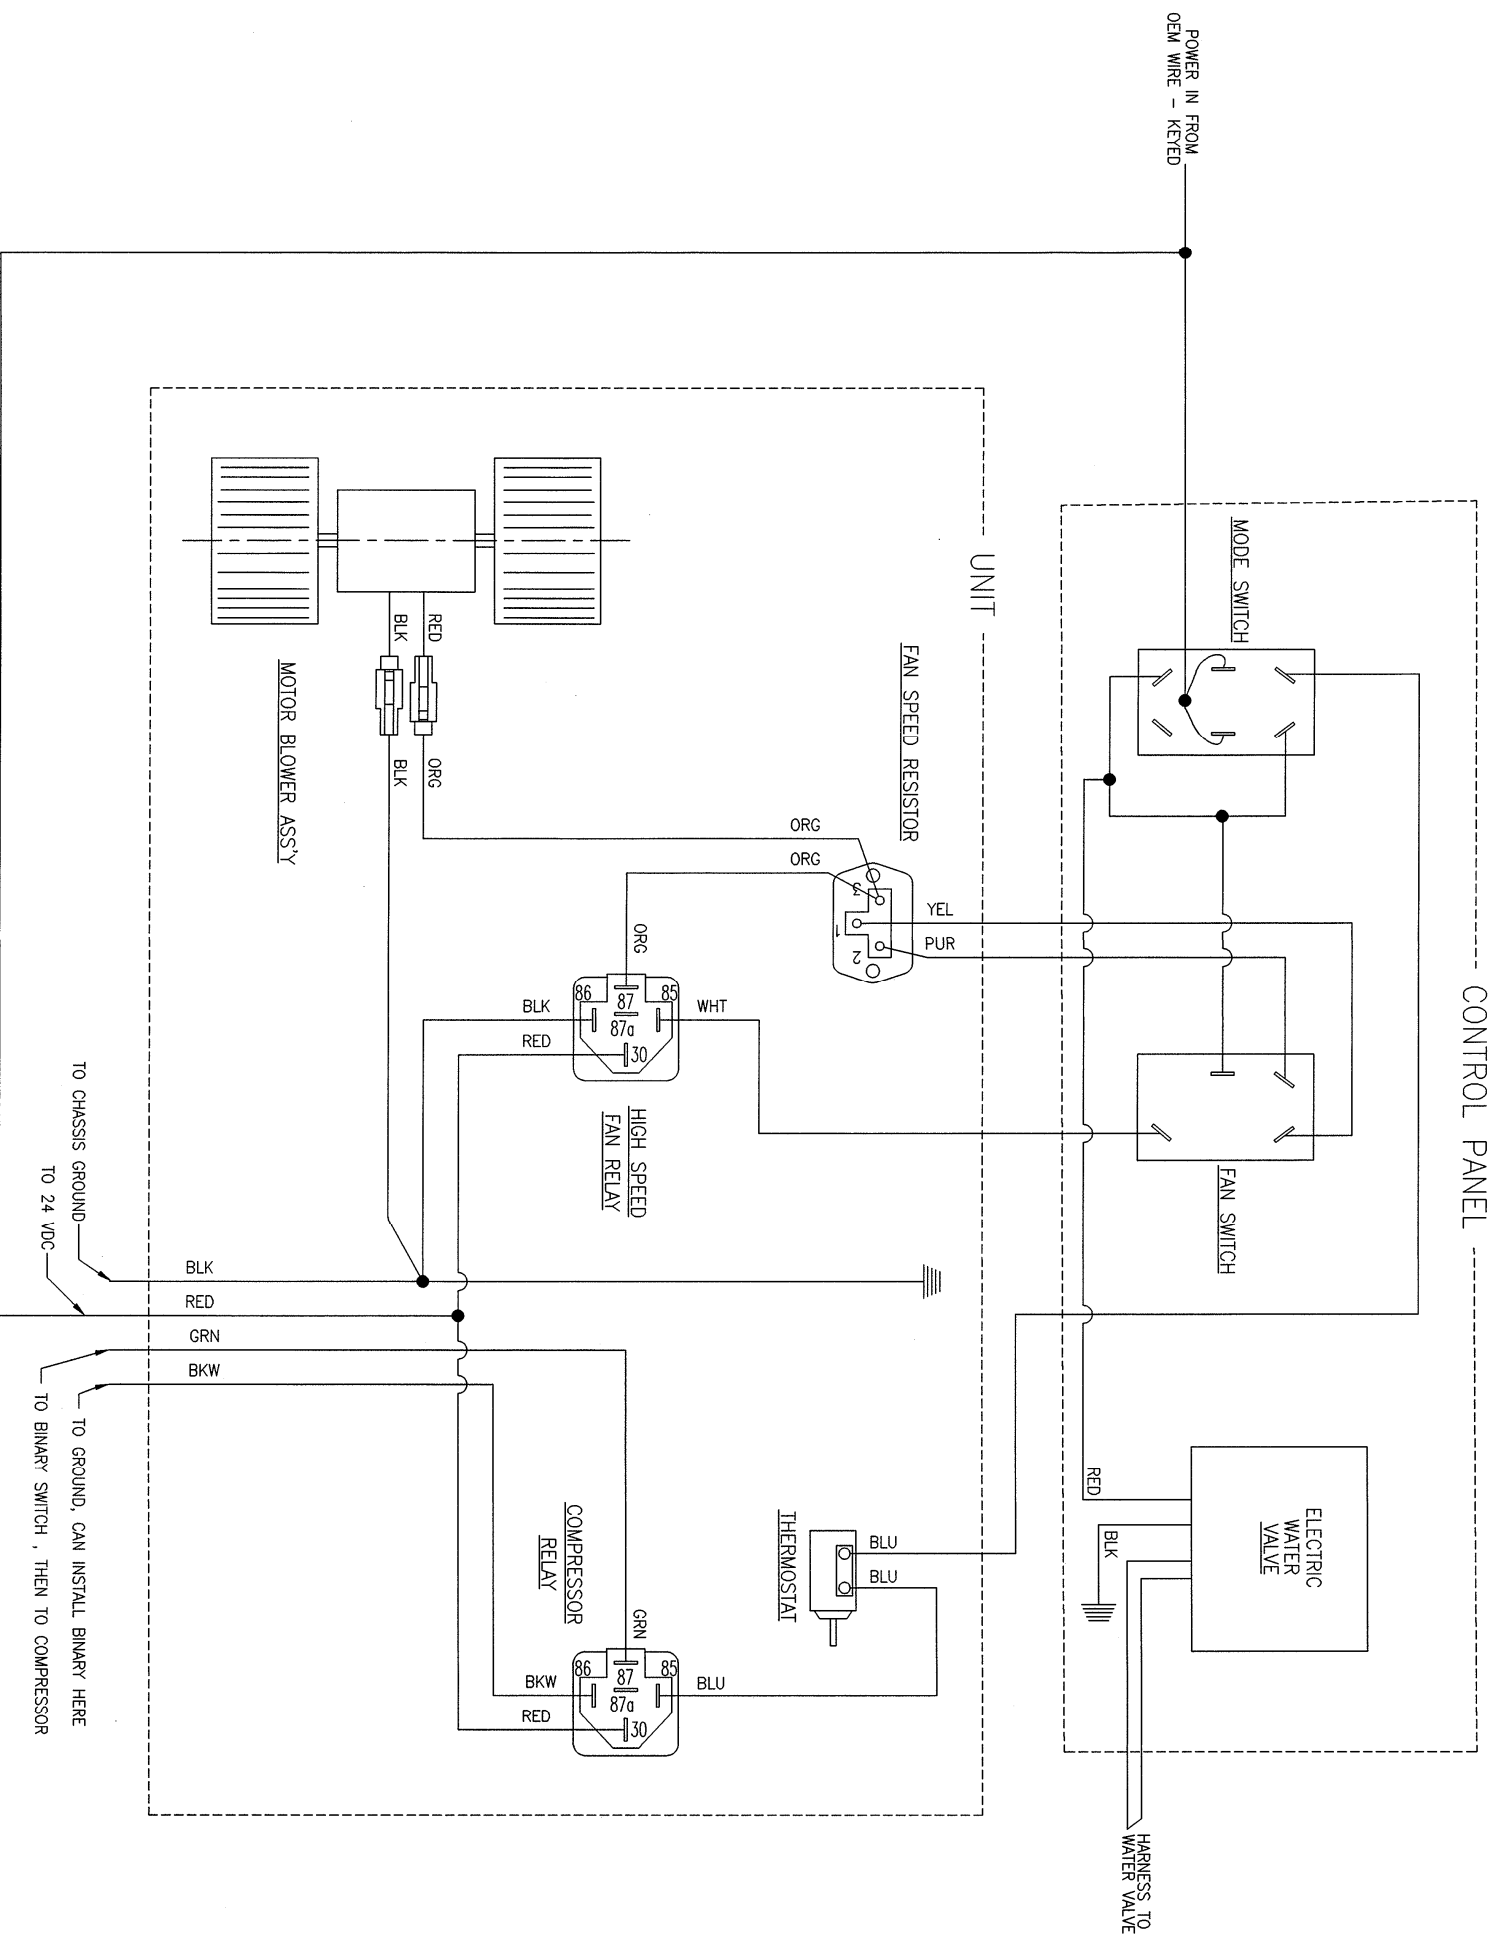 POWER IN FROM
OEM WIRE - KEYED
CONTROL PANEL
MODE SWITCH
FAN SWITCH
ELECTRIC
WATER
VALVE
RED
BLK
HARNESS TO
WATER VALVE
UNIT
FAN SPEED RESISTOR
3
1
2
YEL
PUR
ORG
ORG
RED
BLK
ORG
BLK
MOTOR BLOWER ASS'Y
ORG
86
87
85
87a
30
BLK
RED
WHT
HIGH SPEED
FAN RELAY
THERMOSTAT
BLU
BLU
COMPRESSOR
RELAY
GRN
86
87
85
87a
30
BKW
RED
BLU
BLK
RED
GRN
BKW
TO CHASSIS GROUND
TO 24 VDC
TO GROUND, CAN INSTALL BINARY HERE
TO BINARY SWITCH , THEN TO COMPRESSOR